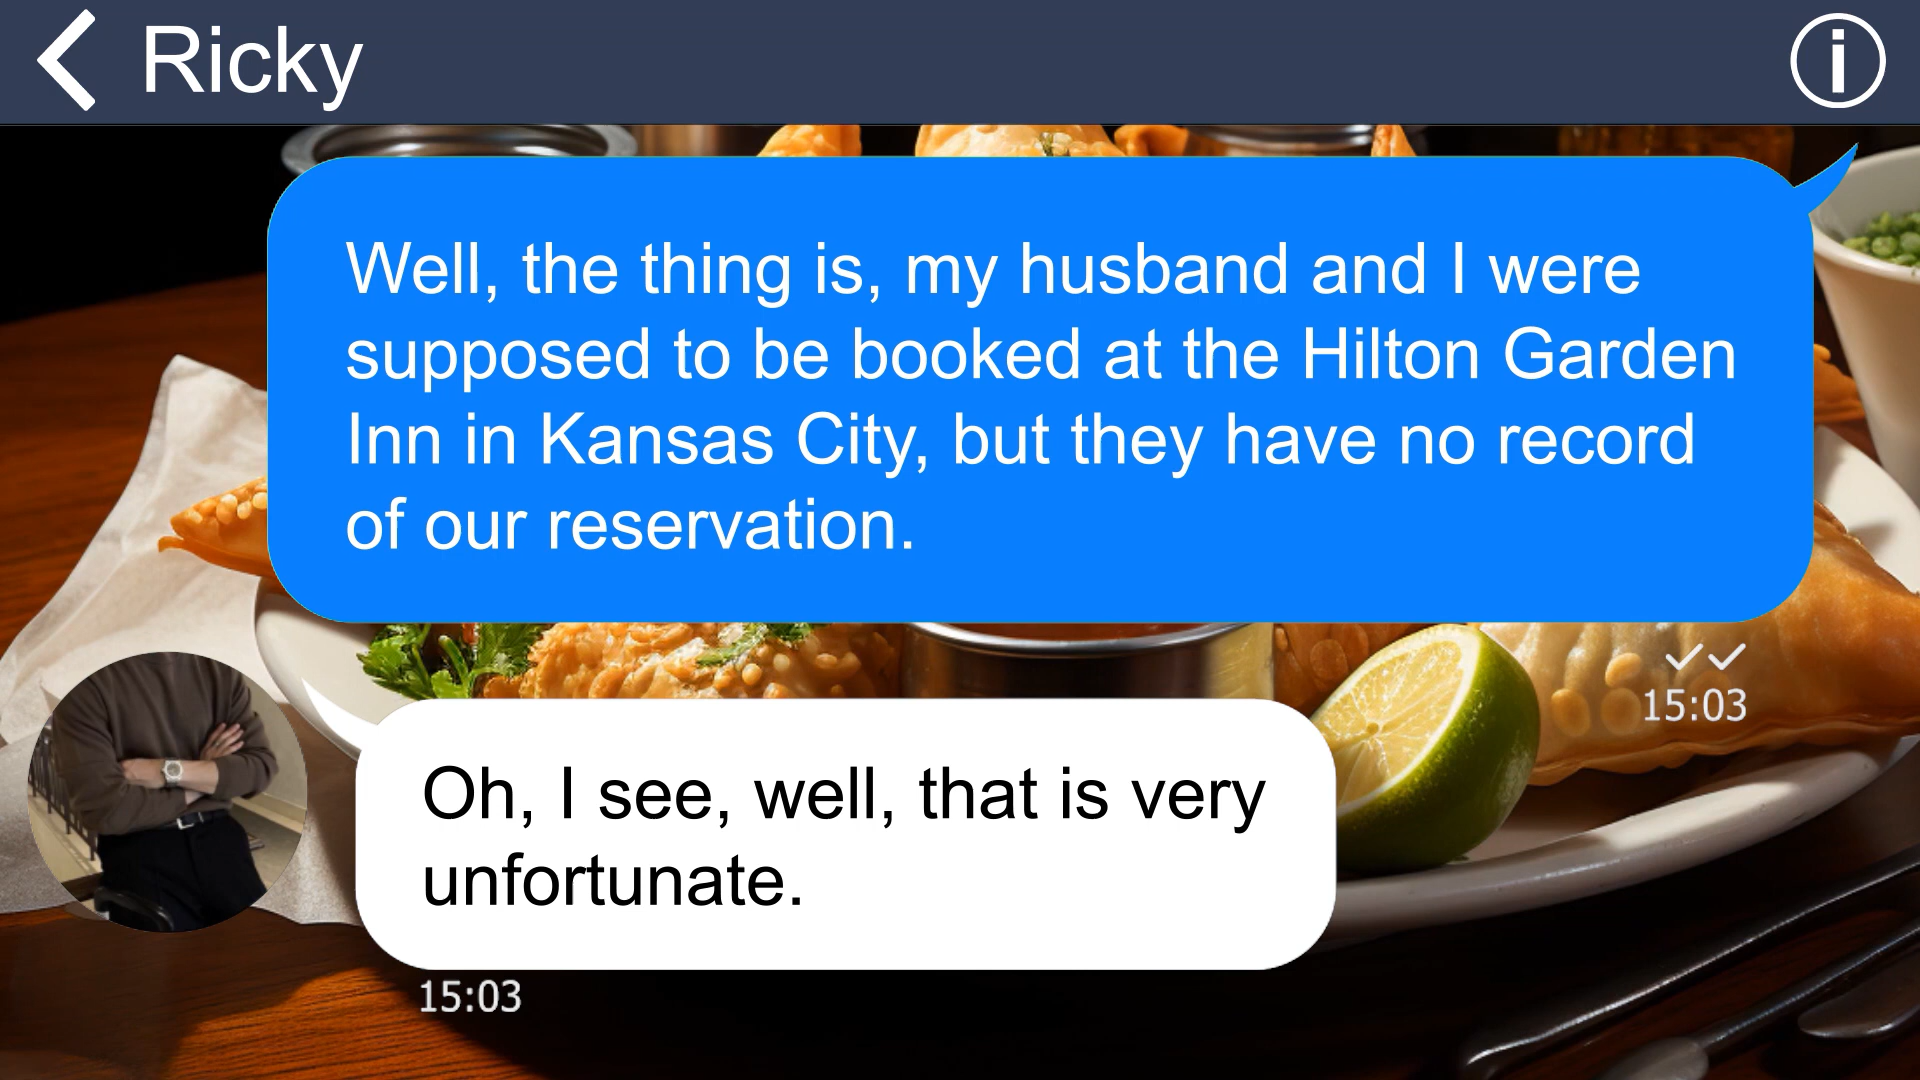 Ricky
Well, the thing is, my husband and I were
supposed to be booked at the Hilton Garden
Inn in Kansas City, but they have no record
of our reservation.
15:03
Oh, I see, well, that is very
unfortunate.
15:03